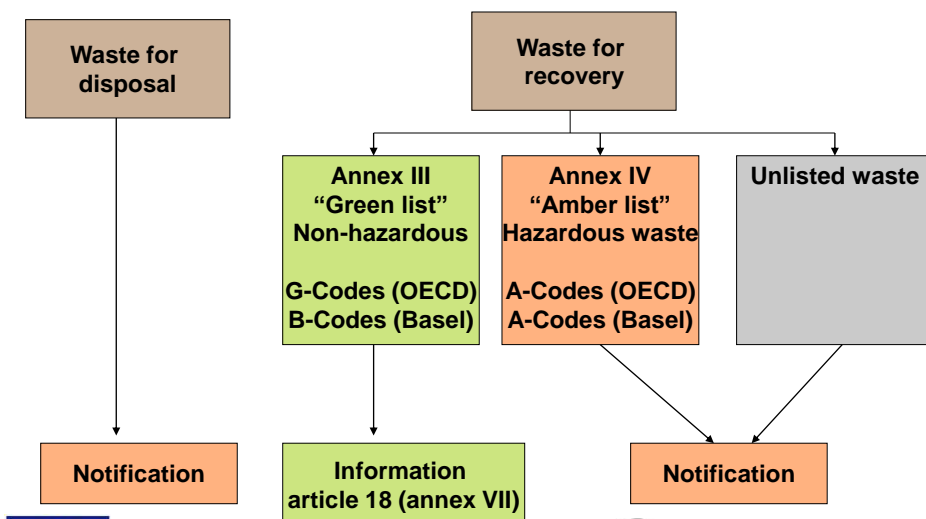 Waste for
disposal
Waste for
recovery
Annex III
“Green list”
Non-hazardous
G-Codes (OECD)
B-Codes (Basel)
Annex IV
“Amber list”
Hazardous waste
A-Codes (OECD)
A-Codes (Basel)
Unlisted waste
Notification
Information
article 18 (annex VII)
Notification